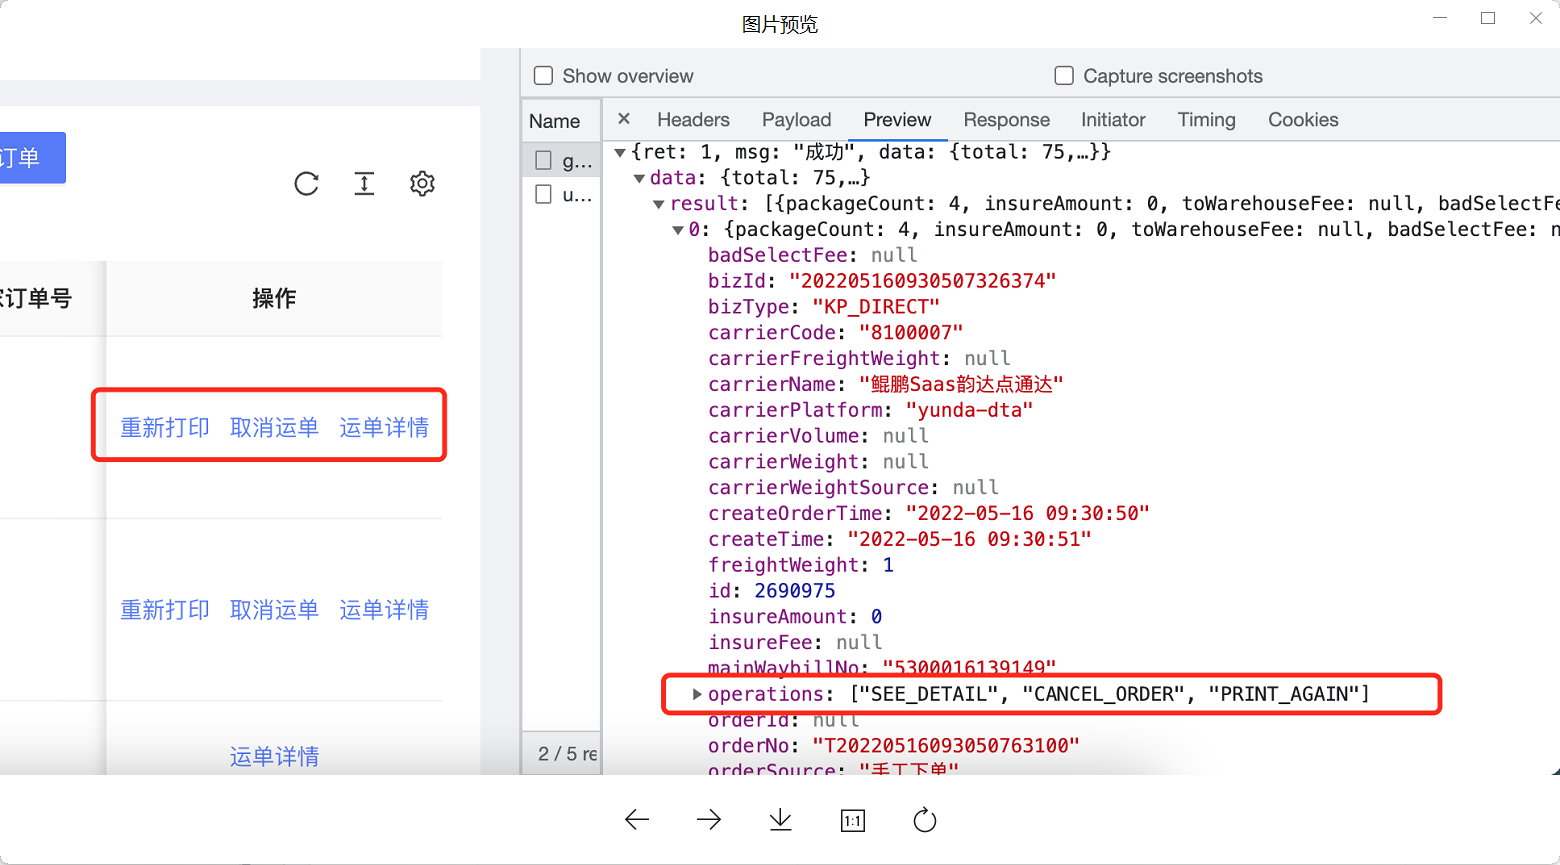 图片预览
Show overview
Capture screenshots
Name
Headers
Payload
Preview
Response
Initiator
Timing
Cookies
g...
u...
2 / 5 re
订单
订单号
操作
重新打印 取消运单 运单详情
重新打印 取消运单 运单详情
运单详情
{ret: 1, msg: "成功", data: {total: 75,…}}
data: {total: 75,…}
result: [{packageCount: 4, insureAmount: 0, toWarehouseFee: null, badSelectFe
0: {packageCount: 4, insureAmount: 0, toWarehouseFee: null, badSelectFee: n
badSelectFee: null
bizId: "202205160930507326374"
bizType: "KP_DIRECT"
carrierCode: "8100007"
carrierFreightWeight: null
carrierName: "鲲鹏Saas韵达点通达"
carrierPlatform: "yunda-dta"
carrierVolume: null
carrierWeight: null
carrierWeightSource: null
createOrderTime: "2022-05-16 09:30:50"
createTime: "2022-05-16 09:30:51"
freightWeight: 1
id: 2690975
insureAmount: 0
insureFee: null
mainWaybillNo: "5300016139149"
operations: ["SEE_DETAIL", "CANCEL_ORDER", "PRINT_AGAIN"]
orderId: null
orderNo: "T20220516093050763100"
orderSource: "手工下单"
1:1